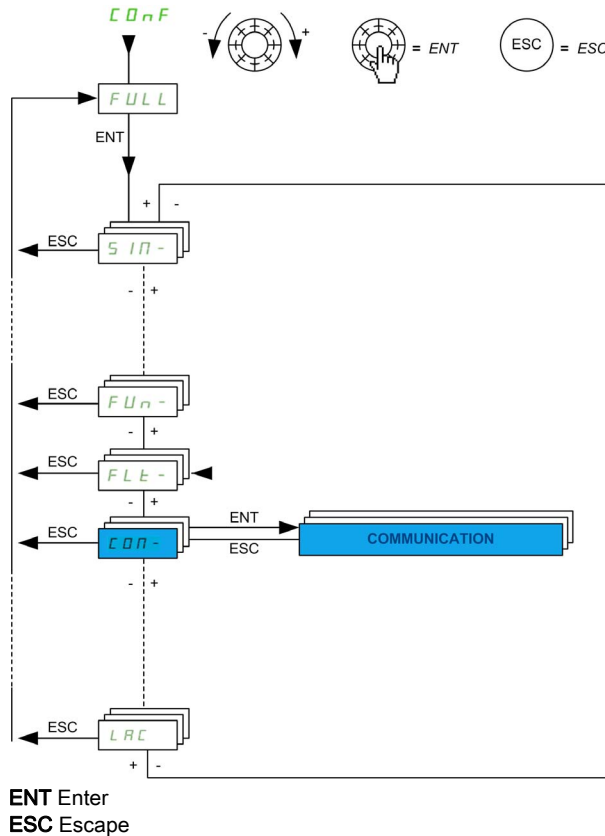 COnF
- + = ENT ESC = ESC
FULL
ENT
+ -
ESC SIM-
- +
ESC FUn-
- +
ESC FLt-
- +
ESC COM- ENT COMMUNICATION
ESC
- +
ESC LAC
+ -
ENT Enter
ESC Escape